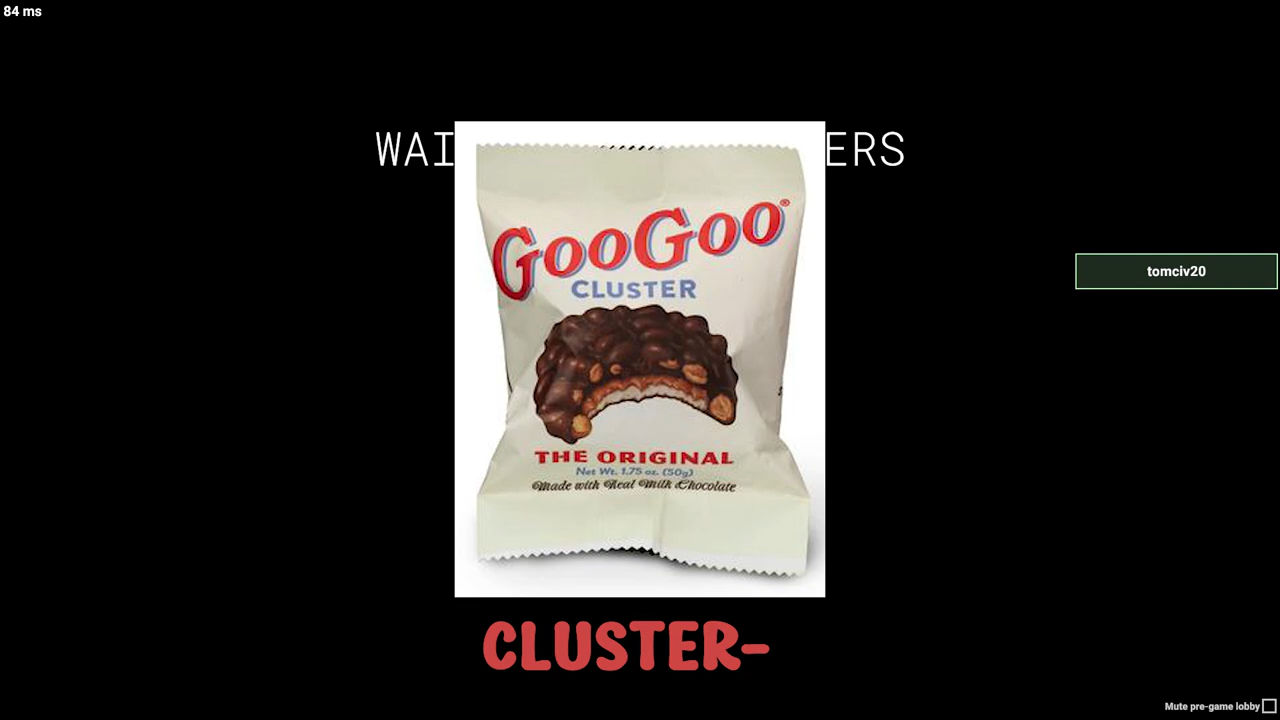 84 ms
WAI ERS
GooGoo®
CLUSTER
tomciv20
THE ORIGINAL
Net Wt. 1.75 oz. (50g)
Made with Real Milk Chocolate
CLUSTER-
Mute pre-game lobby